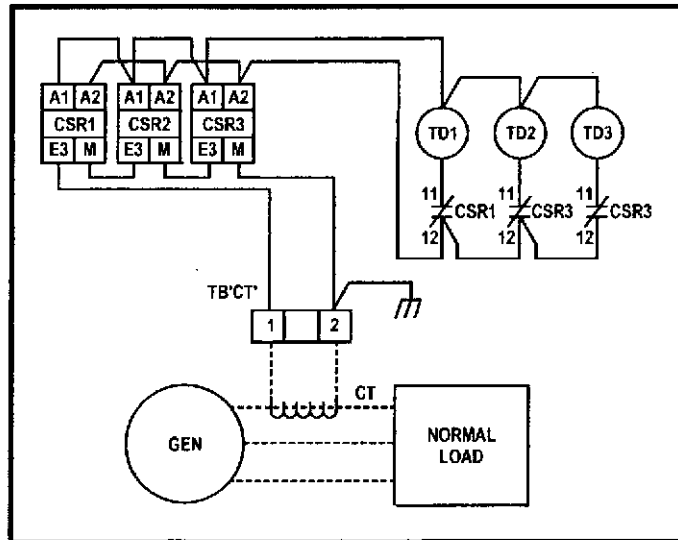 A1 A2 A1 A2 A1 A2
CSR1 CSR2 CSR3
E3 M E3 M E3 M
TD1 TD2 TD3
11 11 11
CSR1 CSR3 CSR3
12 12 12
TB'CT'
1 2
CT
GEN
NORMAL
LOAD